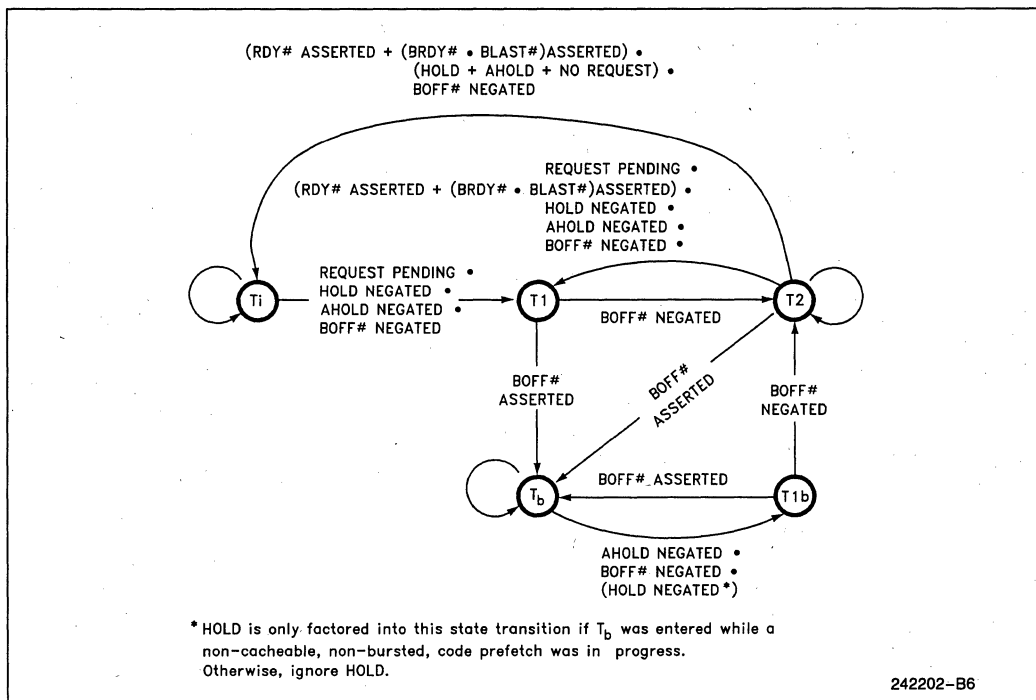 (RDY# ASSERTED + (BRDY# • BLAST#)ASSERTED) •
(HOLD + AHOLD + NO REQUEST) •
BOFF# NEGATED
REQUEST PENDING •
(RDY# ASSERTED + (BRDY# • BLAST#)ASSERTED) •
HOLD NEGATED •
AHOLD NEGATED •
BOFF# NEGATED •
Ti
REQUEST PENDING •
HOLD NEGATED •
AHOLD NEGATED •
BOFF# NEGATED
T1
BOFF# NEGATED
T2
BOFF#
ASSERTED
BOFF#
ASSERTED
BOFF#
NEGATED
Tb
BOFF# ASSERTED
T1b
AHOLD NEGATED •
BOFF# NEGATED •
(HOLD NEGATED*)
* HOLD is only factored into this state transition if Tb was entered while a
non-cacheable, non-bursted, code prefetch was in progress.
Otherwise, ignore HOLD.
242202-B6